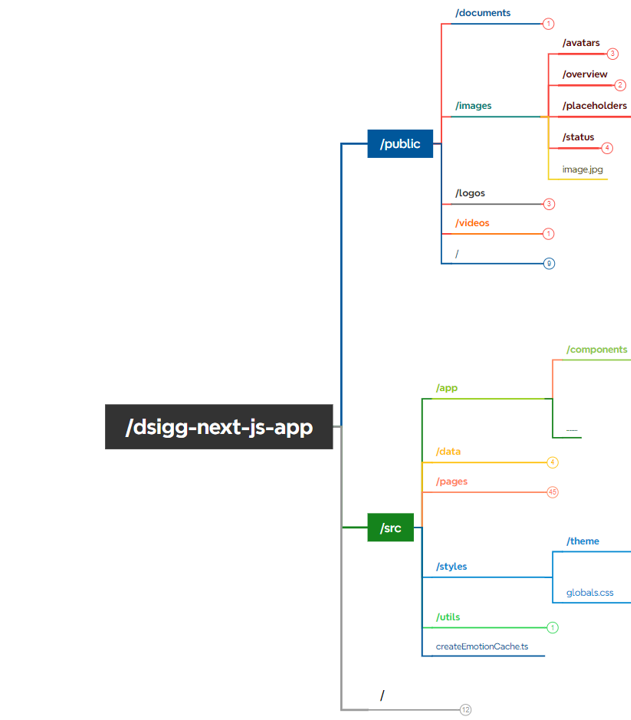 /documents
1
/avatars
3
/overview
2
/images
/placeholders
/status
4
/public
image.jpg
/logos
3
/videos
1
/
9
/components
/app
/dsigg-next-js-app
----
/data
4
/pages
45
/src
/theme
/styles
globals.css
/utils
1
createEmotionCache.ts
/
12